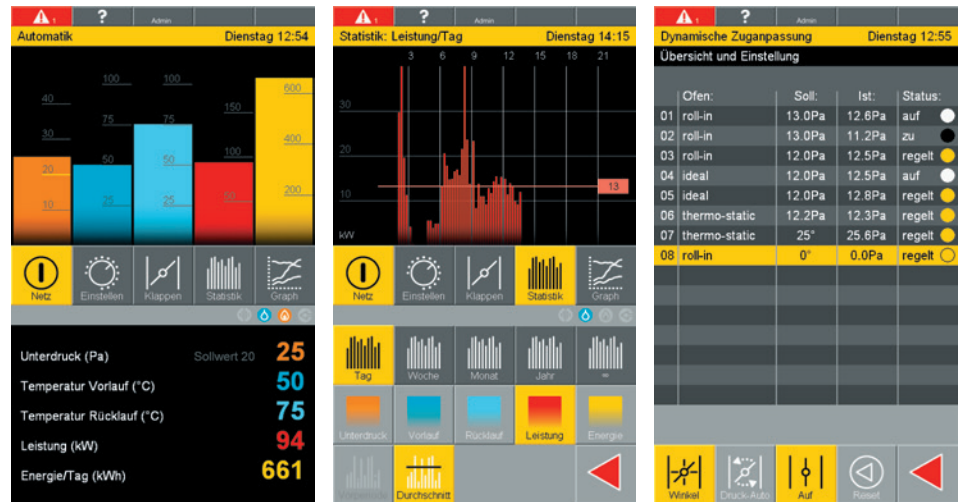 1 ? Admin
Automatik Dienstag 12:54
100 100 600
40 150
75 75
30 400
50 50 100
20
25 25 50 200
10
Netz Einstellen Klappen Statistik Graph
Unterdruck (Pa) Sollwert 20 25
Temperatur Vorlauf (°C) 50
Temperatur Rücklauf (°C) 75
Leistung (kW) 94
Energie/Tag (kWh) 661
1 ? Admin
Statistik: Leistung/Tag Dienstag 14:15
3 6 9 12 15 18 21
30
20
13
10
kW
Netz Einstellen Klappen Statistik Graph
Tag Woche Monat Jahr ∞
Unterdruck Vorlauf Rücklauf Leistung Energie
Vorperiode Durchschnitt
1 ? Admin
Dynamische Zuganpassung Dienstag 12:55
Übersicht und Einstellung
Ofen: Soll: Ist: Status:
01 roll-in 13.0Pa 12.6Pa auf
02 roll-in 13.0Pa 11.2Pa zu
03 roll-in 12.0Pa 12.5Pa regelt
04 ideal 12.0Pa 12.5Pa auf
05 ideal 12.0Pa 12.8Pa regelt
06 thermo-static 12.2Pa 12.3Pa regelt
07 thermo-static 25° 25.6Pa regelt
08 roll-in 0° 0.0Pa regelt
Winkel Druck-Auto Auf Reset